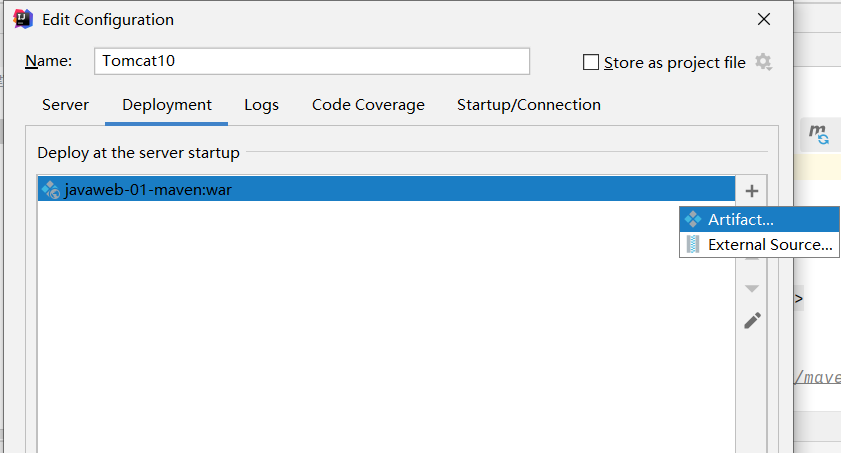 Edit Configuration
Name: Tomcat10
Store as project file
Server Deployment Logs Code Coverage Startup/Connection
Deploy at the server startup
javaweb-01-maven:war
Artifact...
External Source...
>
/mave